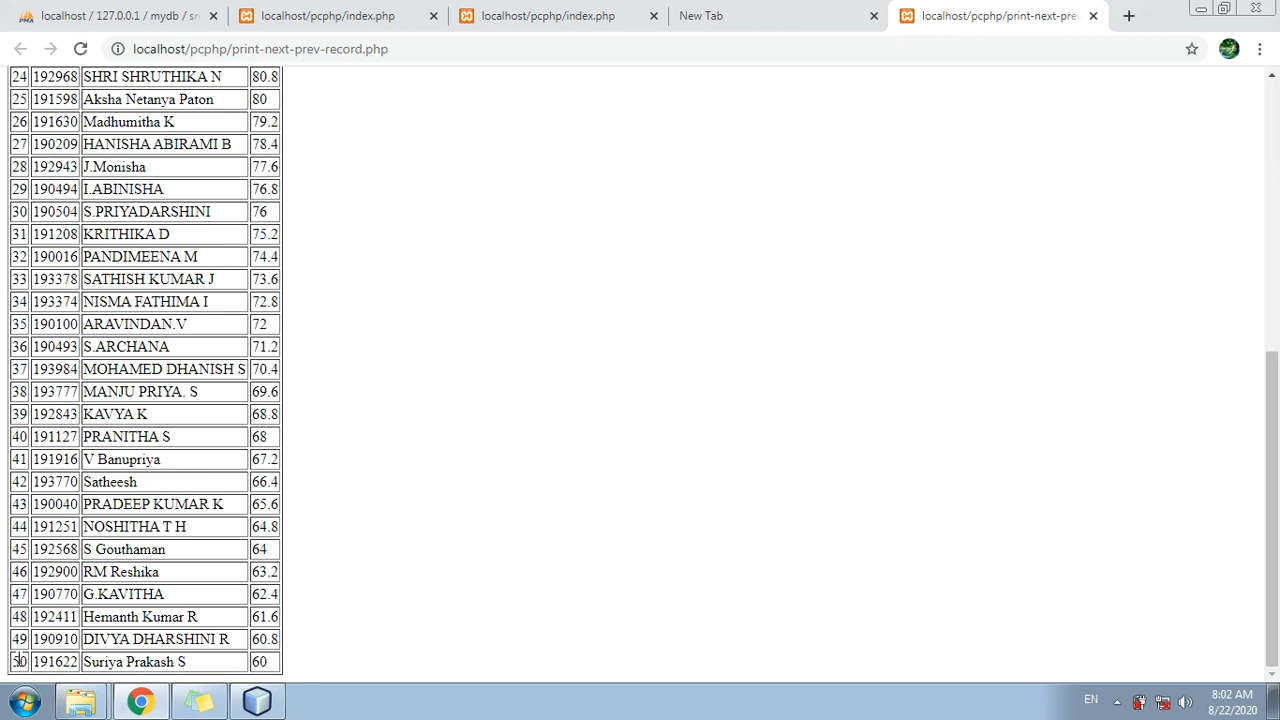 localhost / 127.0.0.1 / mydb / s
localhost/pcphp/index.php
localhost/pcphp/index.php
New Tab
localhost/pcphp/print-next-prev
localhost/pcphp/print-next-prev-record.php
24 192968 SHRI SHRUTHIKA N 80.8
25 191598 Aksha Netanya Paton 80
26 191630 Madhumitha K 79.2
27 190209 HANISHA ABIRAMI B 78.4
28 192943 J.Monisha 77.6
29 190494 I.ABINISHA 76.8
30 190504 S.PRIYADARSHINI 76
31 191208 KRITHIKA D 75.2
32 190016 PANDIMEENA M 74.4
33 193378 SATHISH KUMAR J 73.6
34 193374 NISMA FATHIMA I 72.8
35 190100 ARAVINDAN.V 72
36 190493 S.ARCHANA 71.2
37 193984 MOHAMED DHANISH S 70.4
38 193777 MANJU PRIYA. S 69.6
39 192843 KAVYA K 68.8
40 191127 PRANITHA S 68
41 191916 V Banupriya 67.2
42 193770 Satheesh 66.4
43 190040 PRADEEP KUMAR K 65.6
44 191251 NOSHITHA T H 64.8
45 192568 S Gouthaman 64
46 192900 RM Reshika 63.2
47 190770 G.KAVITHA 62.4
48 192411 Hemanth Kumar R 61.6
49 190910 DIVYA DHARSHINI R 60.8
50 191622 Suriya Prakash S 60
EN
8:02 AM
8/22/2020